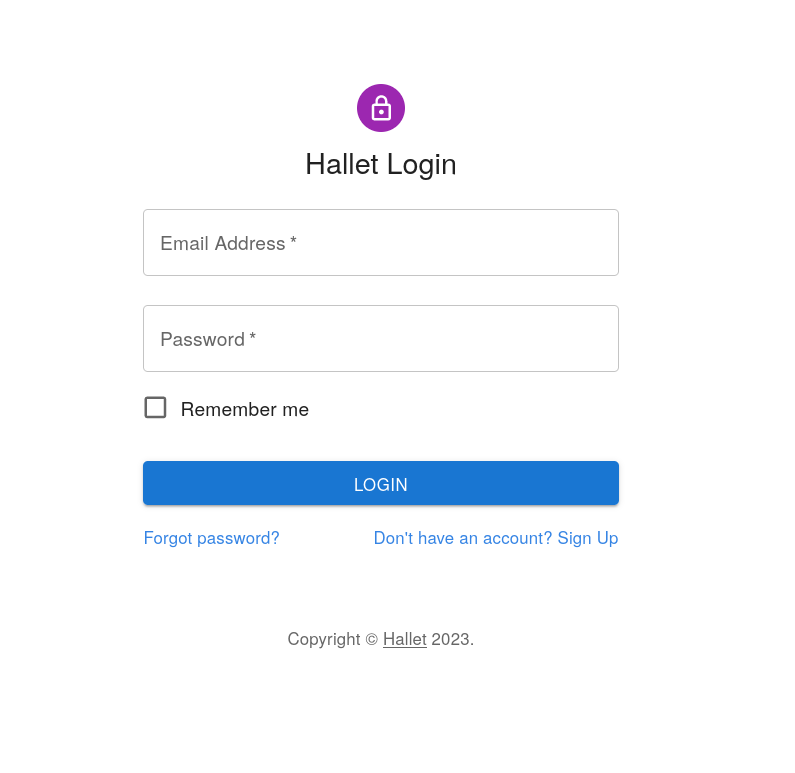 Hallet Login
Email Address *
Password *
Remember me
LOGIN
Forgot password? Don't have an account? Sign Up
Copyright © Hallet 2023.